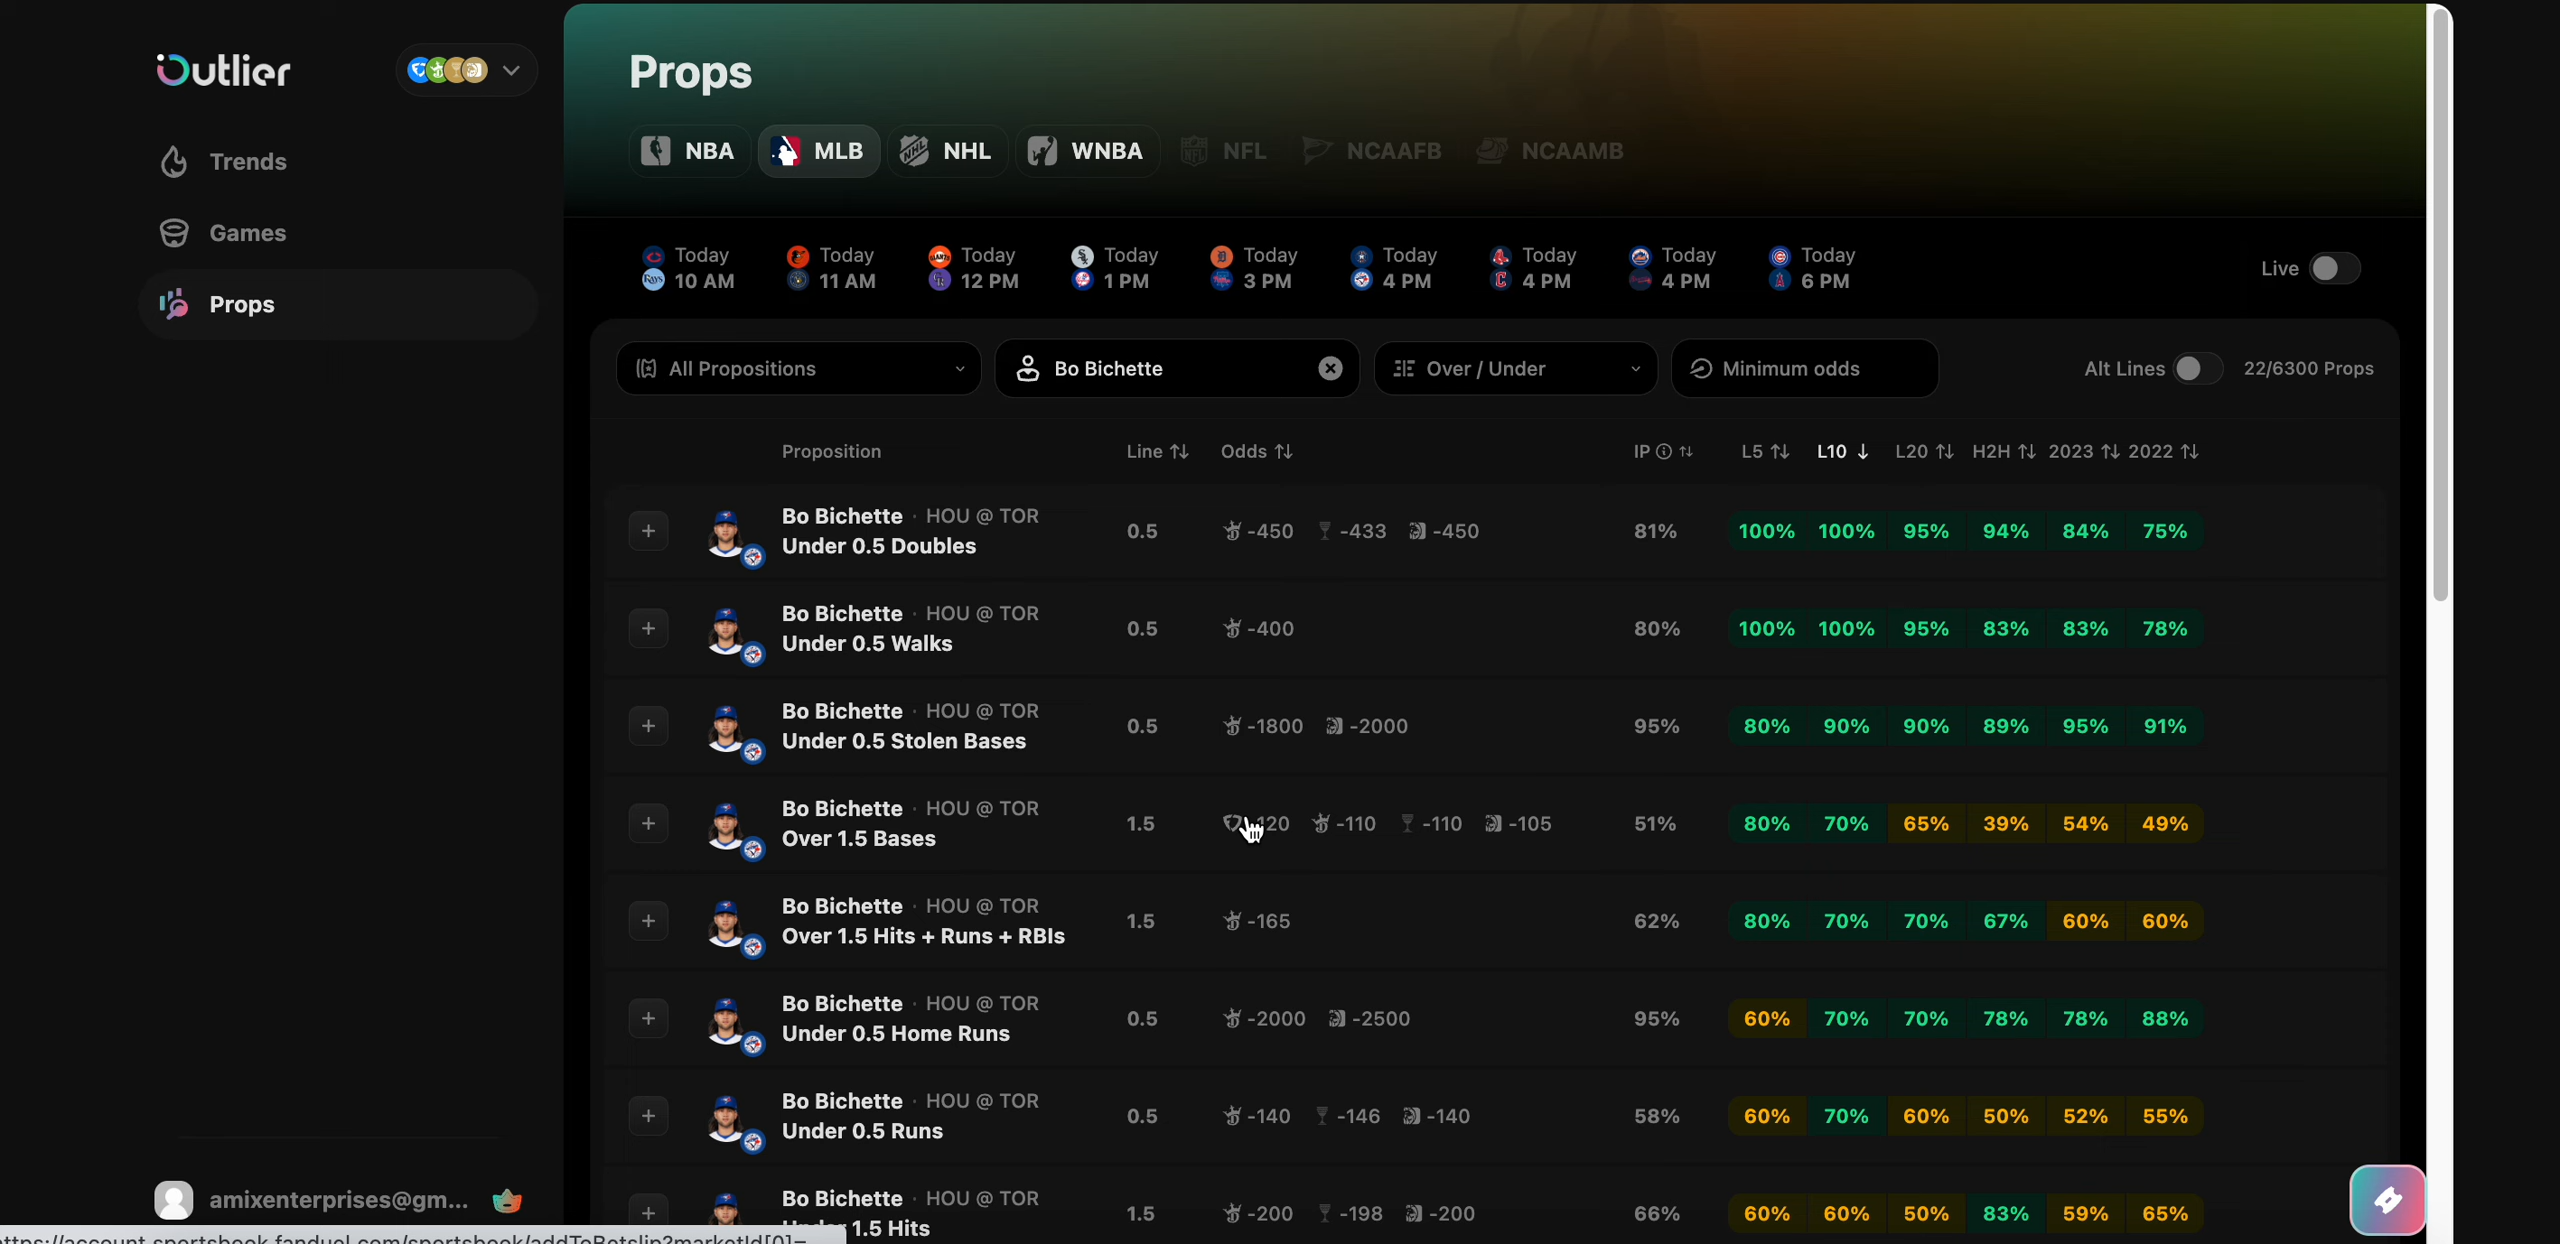 Outlier
Props
NBA MLB NHL WNBA NFL NCAAFB NCAAMB
Trends
Games
Props
Today 10 AM
Today 11 AM
Today 12 PM
Today 1 PM
Today 3 PM
Today 4 PM
Today 4 PM
Today 4 PM
Today 6 PM
Live
All Propositions
Bo Bichette
Over / Under
Minimum odds
Alt Lines
22/6300 Props
Proposition Line Odds IP L5 L10 L20 H2H 2023 2022
Bo Bichette · HOU @ TOR
Under 0.5 Doubles
0.5 -450 -433 -450 81% 100% 100% 95% 94% 84% 75%
Bo Bichette · HOU @ TOR
Under 0.5 Walks
0.5 -400 80% 100% 100% 95% 83% 83% 78%
Bo Bichette · HOU @ TOR
Under 0.5 Stolen Bases
0.5 -1800 -2000 95% 80% 90% 90% 89% 95% 91%
Bo Bichette · HOU @ TOR
Over 1.5 Bases
1.5 -110 -110 -105 51% 80% 70% 65% 39% 54% 49%
Bo Bichette · HOU @ TOR
Over 1.5 Hits + Runs + RBIs
1.5 -165 62% 80% 70% 70% 67% 60% 60%
Bo Bichette · HOU @ TOR
Under 0.5 Home Runs
0.5 -2000 -2500 95% 60% 70% 70% 78% 78% 88%
Bo Bichette · HOU @ TOR
Under 0.5 Runs
0.5 -140 -146 -140 58% 60% 70% 60% 50% 52% 55%
Bo Bichette · HOU @ TOR
1.5 Hits
1.5 -200 -198 -200 66% 60% 60% 50% 83% 59% 65%
amixenterprises@gm...